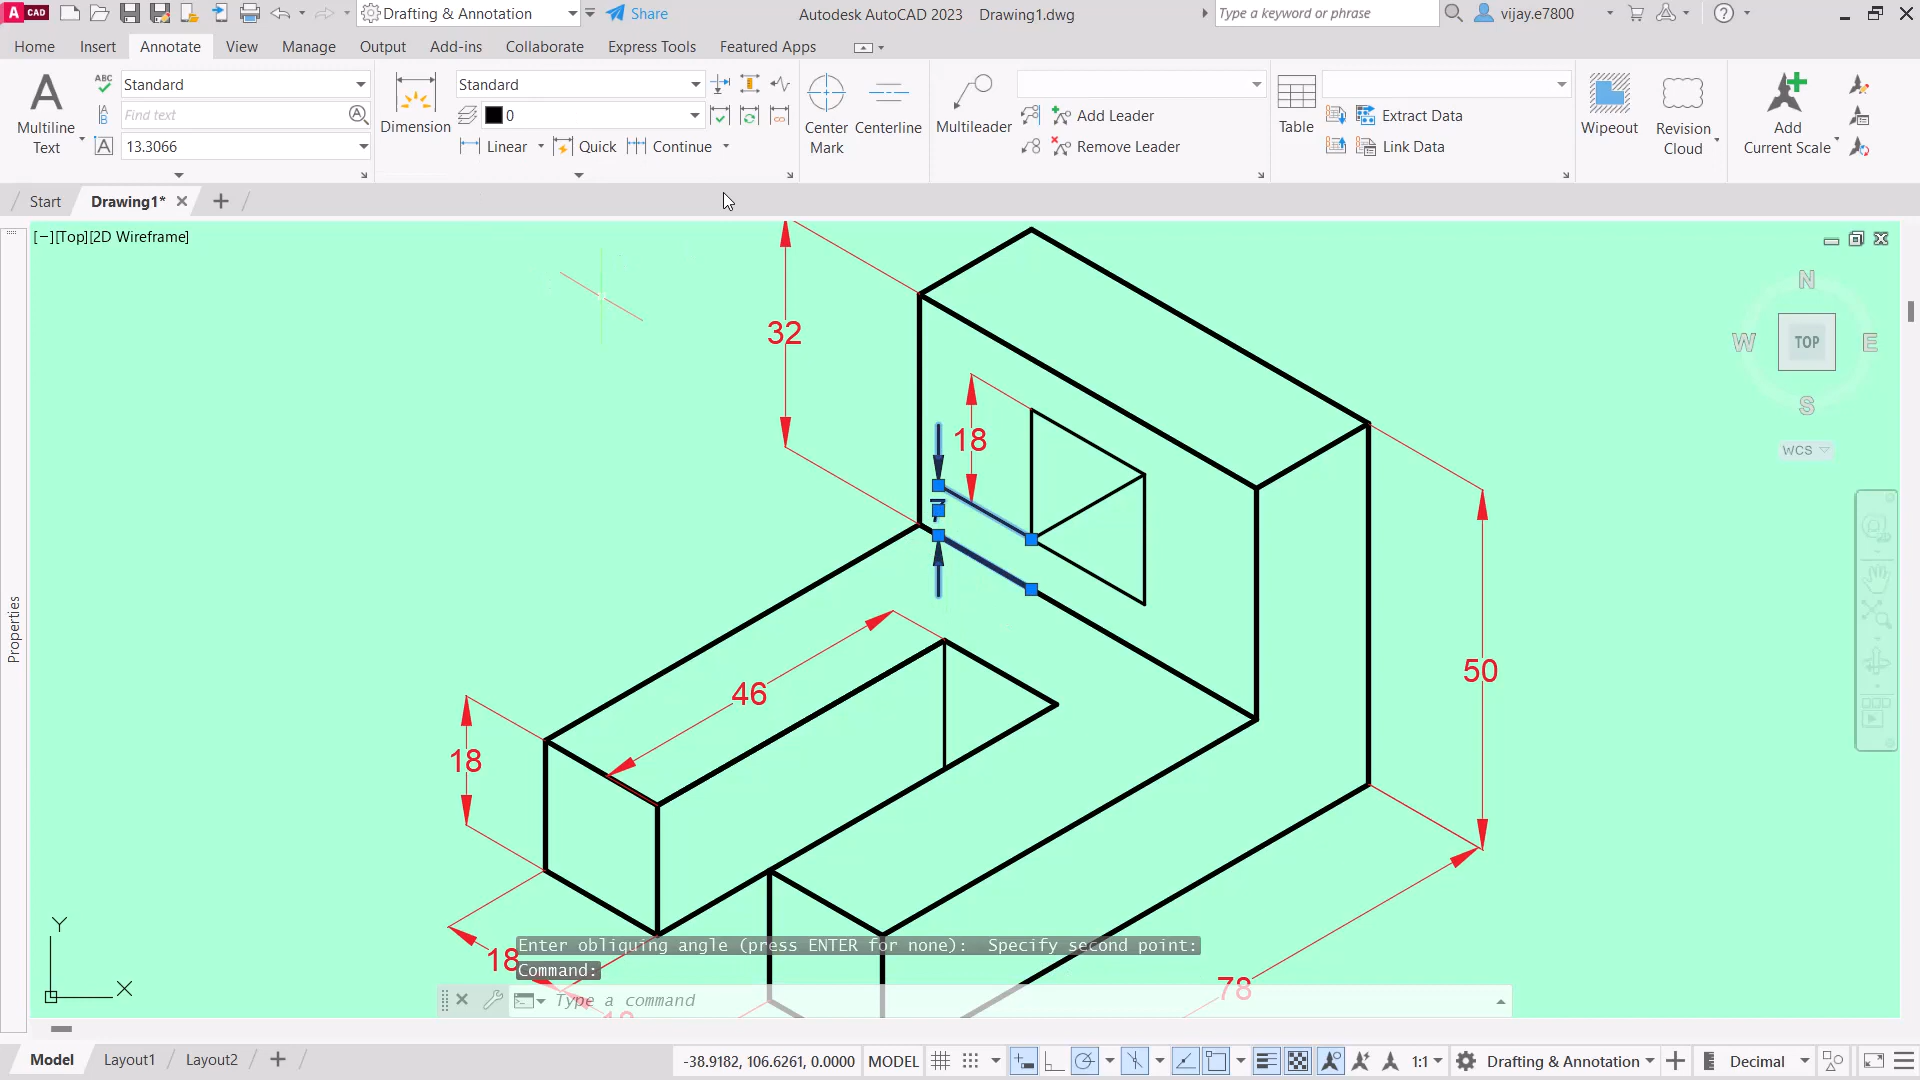 A CAD
Drafting & Annotation
Share
Autodesk AutoCAD 2023 Drawing1.dwg
Type a keyword or phrase
vijay.e7800
Home Insert Annotate View Manage Output Add-ins Collaborate Express Tools Featured Apps
A
Multiline
Text
ABC
Standard
Find text
13.3066
Dimension
Standard
0
Linear
Quick
Continue
Center
Mark
Centerline
Multileader
Add Leader
Remove Leader
Table
Extract Data
Link Data
Wipeout
Revision
Cloud
Add
Current Scale
Start
Drawing1*
[−][Top][2D Wireframe]
N
W
TOP
E
S
WCS
Properties
32
18
7
46
18
50
18
78
Y
X
Enter obliquing angle (press ENTER for none): Specify second point:
Command:
Type a command
Model
Layout1
Layout2
-38.9182, 106.6261, 0.0000
MODEL
1:1
Drafting & Annotation
Decimal